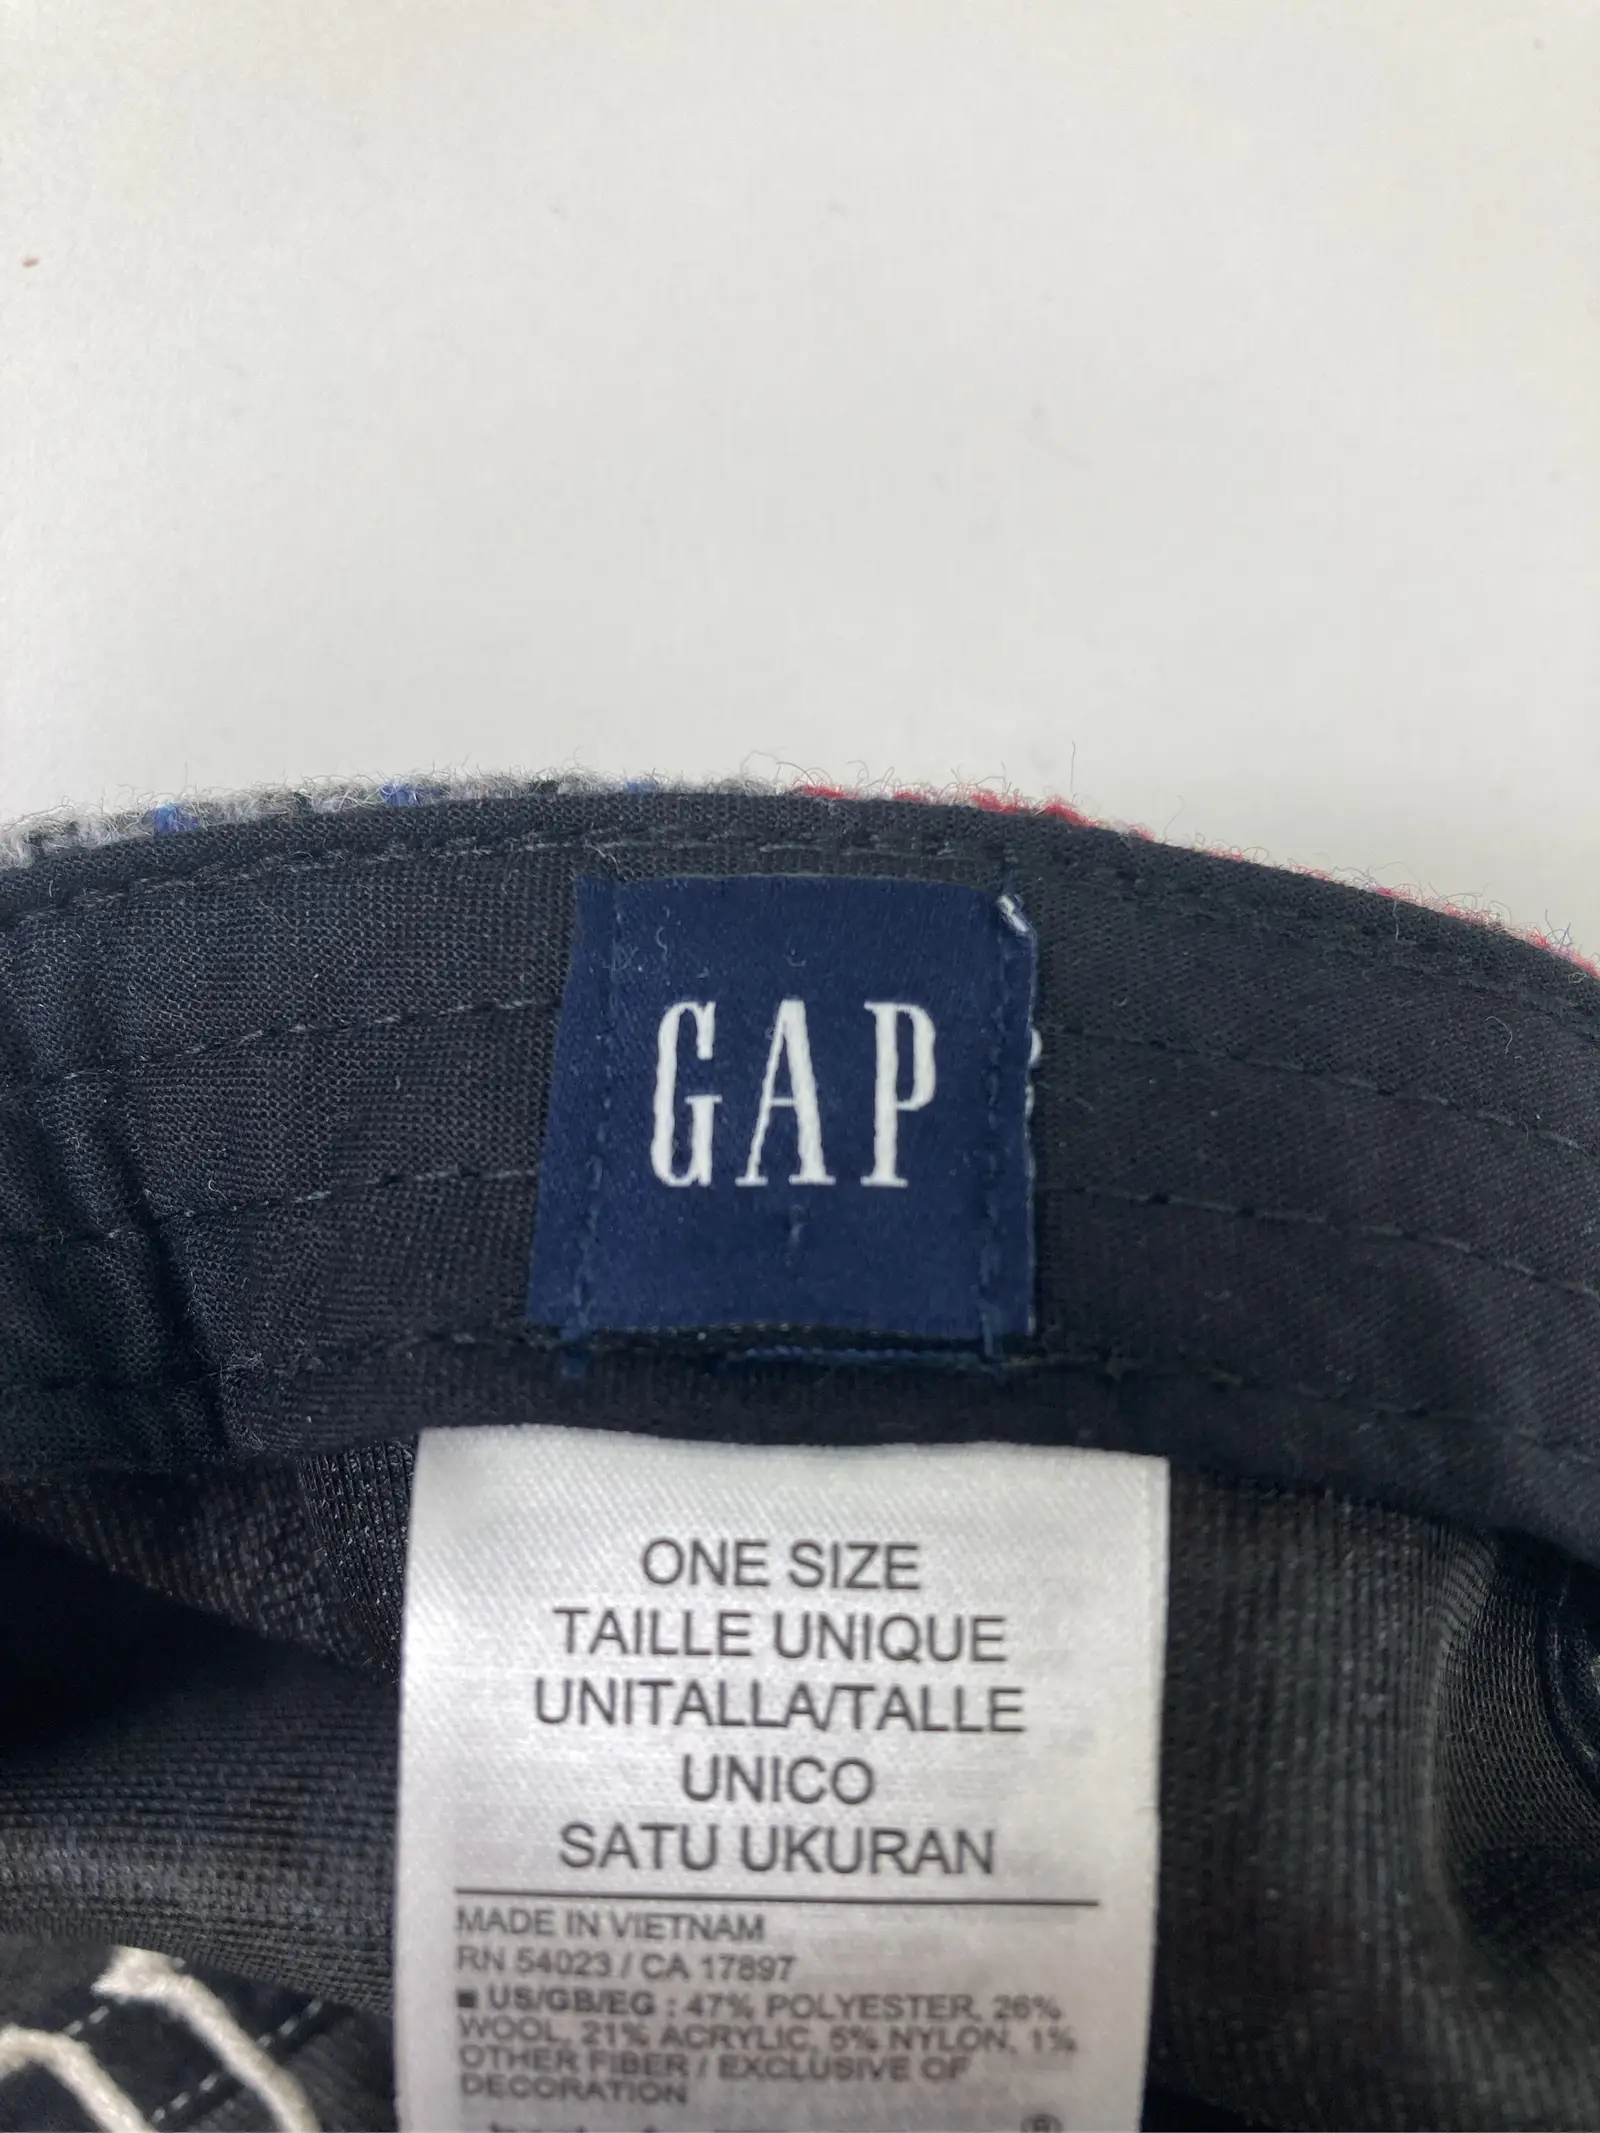 GAP
ONE SIZE
TAILLE UNIQUE
UNITALLA/TALLE
UNICO
SATU UKURAN
MADE IN VIETNAM
RN 54023 / CA 17897
■ US/GB/EG : 47% POLYESTER, 26%
WOOL, 21% ACRYLIC, 5% NYLON, 1%
OTHER FIBER / EXCLUSIVE OF
DECORATION